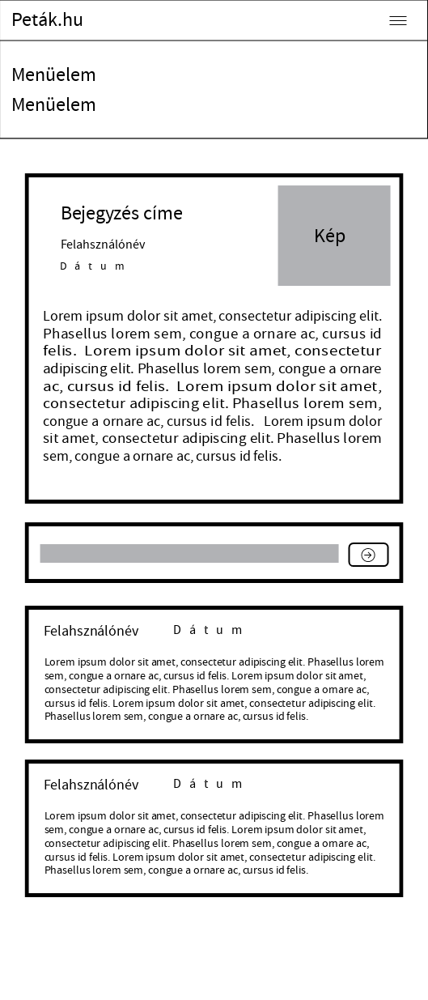 Peták.hu
Menüelem
Menüelem
Bejegyzés címe
Felahsználónév
Dátum
Kép
Lorem ipsum dolor sit amet, consectetur adipiscing elit.
Phasellus lorem sem, congue a ornare ac, cursus id
felis. Lorem ipsum dolor sit amet, consectetur
adipiscing elit. Phasellus lorem sem, congue a ornare
ac, cursus id felis. Lorem ipsum dolor sit amet,
consectetur adipiscing elit. Phasellus lorem sem,
congue a ornare ac, cursus id felis. Lorem ipsum dolor
sit amet, consectetur adipiscing elit. Phasellus lorem
sem, congue a ornare ac, cursus id felis.
Felahsználónév Dátum
Lorem ipsum dolor sit amet, consectetur adipiscing elit. Phasellus lorem
sem, congue a ornare ac, cursus id felis. Lorem ipsum dolor sit amet,
consectetur adipiscing elit. Phasellus lorem sem, congue a ornare ac,
cursus id felis. Lorem ipsum dolor sit amet, consectetur adipiscing elit.
Phasellus lorem sem, congue a ornare ac, cursus id felis.
Felahsználónév Dátum
Lorem ipsum dolor sit amet, consectetur adipiscing elit. Phasellus lorem
sem, congue a ornare ac, cursus id felis. Lorem ipsum dolor sit amet,
consectetur adipiscing elit. Phasellus lorem sem, congue a ornare ac,
cursus id felis. Lorem ipsum dolor sit amet, consectetur adipiscing elit.
Phasellus lorem sem, congue a ornare ac, cursus id felis.